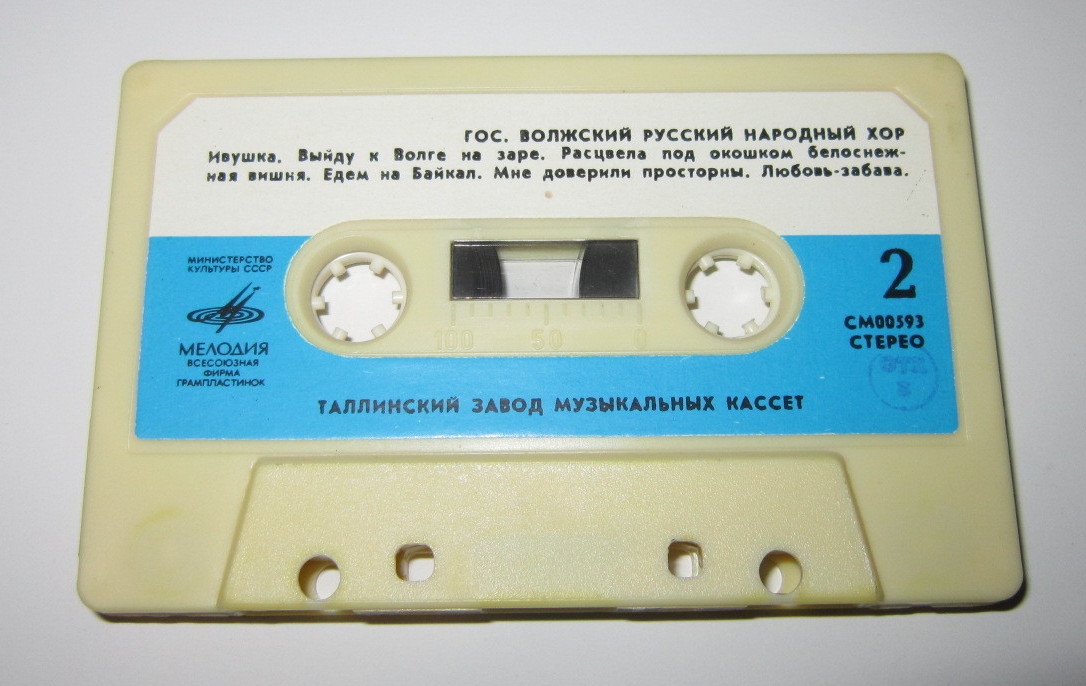 ГОС. ВОЛЖСКИЙ РУССКИЙ НАРОДНЫЙ ХОР
Ивушка. Выйду к Волге на заре. Расцвела под окошком белоснеж-
ная вишня. Едем на Байкал. Мне доверили просторны. Любовь-забава.
МИНИСТЕРСТВО
КУЛЬТУРЫ СССР
МЕЛОДИЯ
ВСЕСОЮЗНАЯ
ФИРМА
ГРАМПЛАСТИНОК
100 50 0
2
СМ00593
СТЕРЕО
ТАЛЛИНСКИЙ ЗАВОД МУЗЫКАЛЬНЫХ КАССЕТ